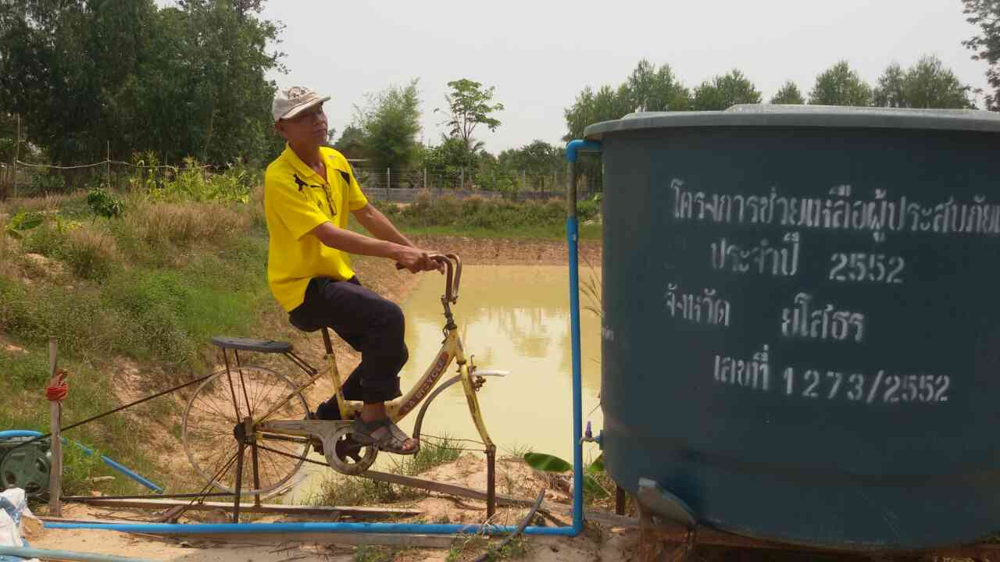 โครงการช่วยเหลือผู้ประสบภัย
ประจำปี 2552
จังหวัด ยโสธร
เลขที่ 1273/2552
LA BICYCLE